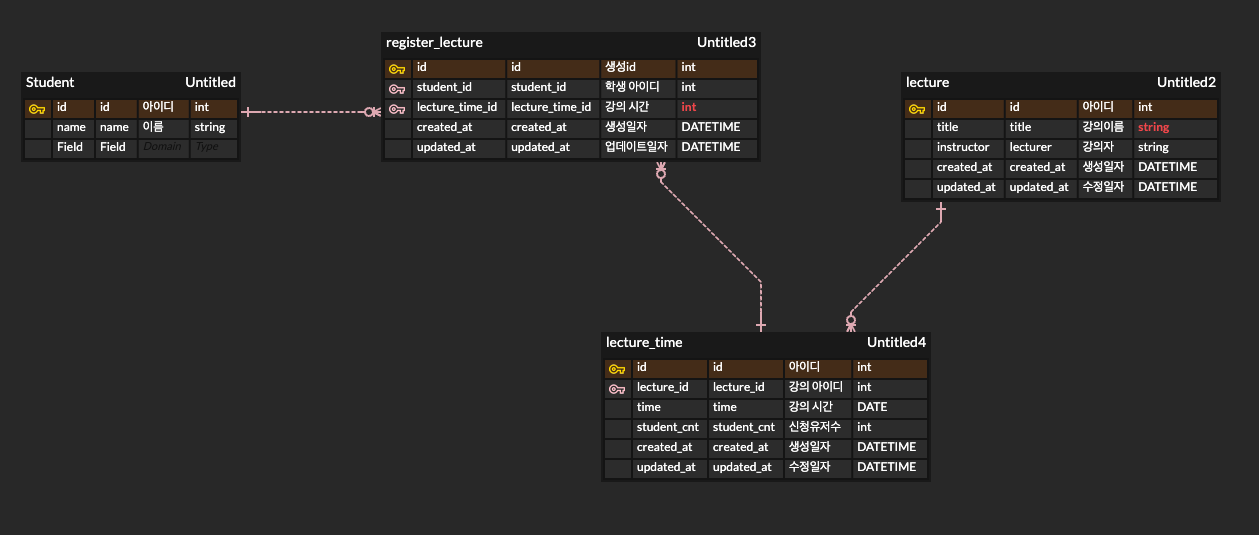 register_lecture Untitled3
id id 생성id int
student_id student_id 학생 아이디 int
lecture_time_id lecture_time_id 강의 시간 int
created_at created_at 생성일자 DATETIME
updated_at updated_at 업데이트일자 DATETIME
Student Untitled
id id 아이디 int
name name 이름 string
Field Field Domain Type
lecture Untitled2
id id 아이디 int
title title 강의이름 string
instructor lecturer 강의자 string
created_at created_at 생성일자 DATETIME
updated_at updated_at 수정일자 DATETIME
lecture_time Untitled4
id id 아이디 int
lecture_id lecture_id 강의 아이디 int
time time 강의 시간 DATE
student_cnt student_cnt 신청유저수 int
created_at created_at 생성일자 DATETIME
updated_at updated_at 수정일자 DATETIME